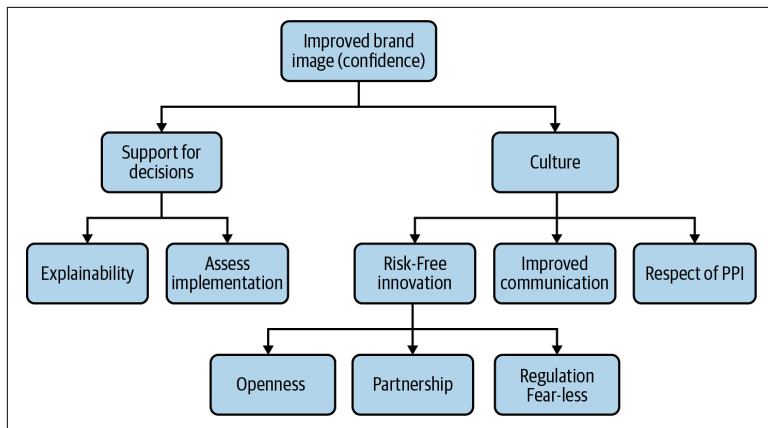 Improved brand
image (confidence)
Support for
decisions
Culture
Explainability
Assess
implementation
Risk-Free
innovation
Improved
communication
Respect of PPI
Openness
Partnership
Regulation
Fear-less